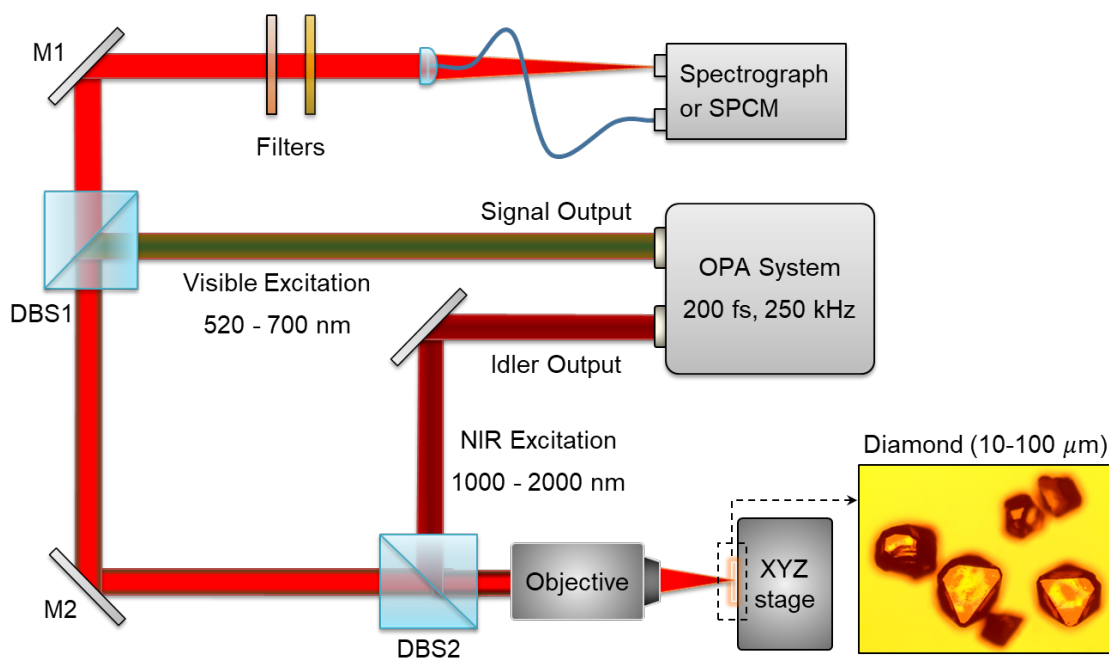 M1
Filters
Spectrograph
or SPCM
Signal Output
OPA System
200 fs, 250 kHz
DBS1
Visible Excitation
520 - 700 nm
Idler Output
NIR Excitation
1000 - 2000 nm
Diamond (10-100 μm)
M2
DBS2
Objective
XYZ
stage